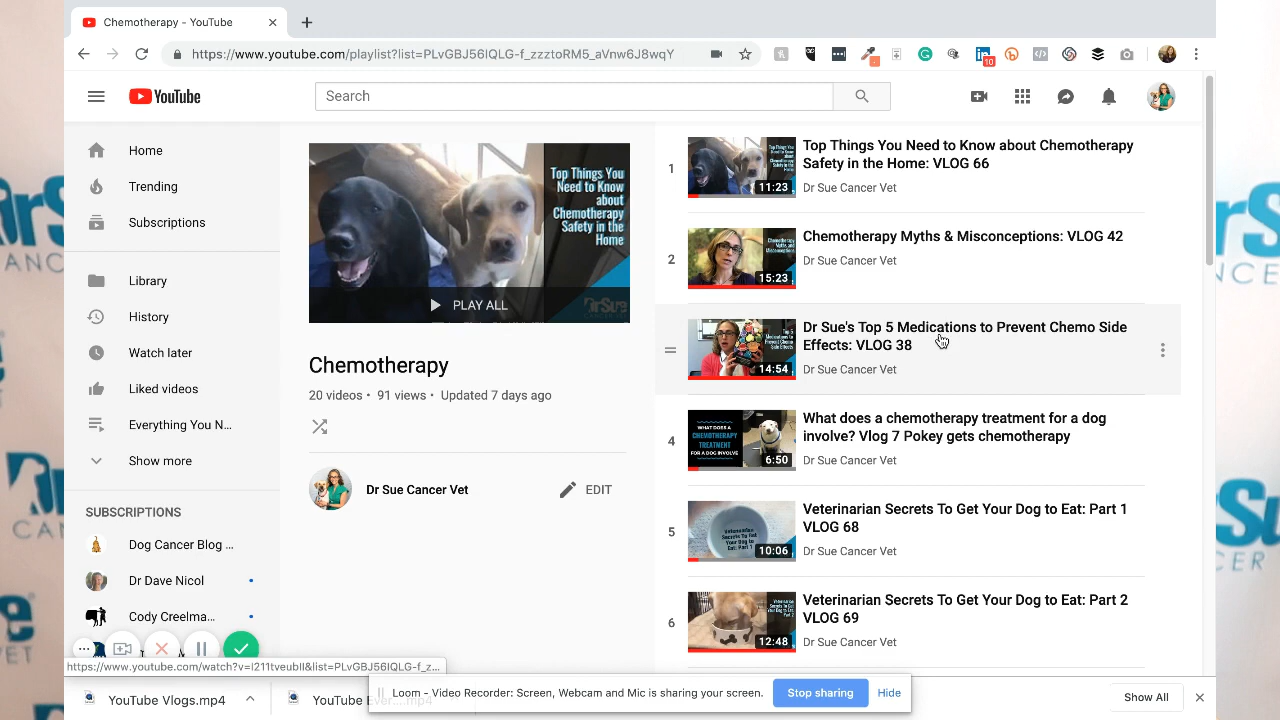 Chemotherapy - YouTube
https://www.youtube.com/playlist?list=PLvGBJ56IQLG-f_zzztoRM5_aVnw6J8wqY
10
YouTube
Search
Home
Trending
Subscriptions
Library
History
Watch later
Liked videos
Everything You N...
Show more
SUBSCRIPTIONS
Dog Cancer Blog ...
Dr Dave Nicol
Cody Creelma...
Top Things You
Need to Know
about
Chemotherapy
Safety in the
Home
PLAY ALL
Chemotherapy
20 videos • 91 views • Updated 7 days ago
Dr Sue Cancer Vet
EDIT
1
11:23
Top Things You Need to Know about Chemotherapy
Safety in the Home: VLOG 66
Dr Sue Cancer Vet
2
15:23
Chemotherapy Myths & Misconceptions: VLOG 42
Dr Sue Cancer Vet
14:54
Dr Sue's Top 5 Medications to Prevent Chemo Side
Effects: VLOG 38
Dr Sue Cancer Vet
4
WHAT DOES A
CHEMOTHERAPY
TREATMENT
FOR A DOG INVOLVE
6:50
What does a chemotherapy treatment for a dog
involve? Vlog 7 Pokey gets chemotherapy
Dr Sue Cancer Vet
5
10:06
Veterinarian Secrets To Get Your Dog to Eat: Part 1
VLOG 68
Dr Sue Cancer Vet
6
12:48
Veterinarian Secrets To Get Your Dog to Eat: Part 2
VLOG 69
Dr Sue Cancer Vet
https://www.youtube.com/watch?v=I211tveubII&list=PLvGBJ56IQLG-f_z...
YouTube Vlogs.mp4
Loom - Video Recorder: Screen, Webcam and Mic is sharing your screen.
Stop sharing
Hide
Show All